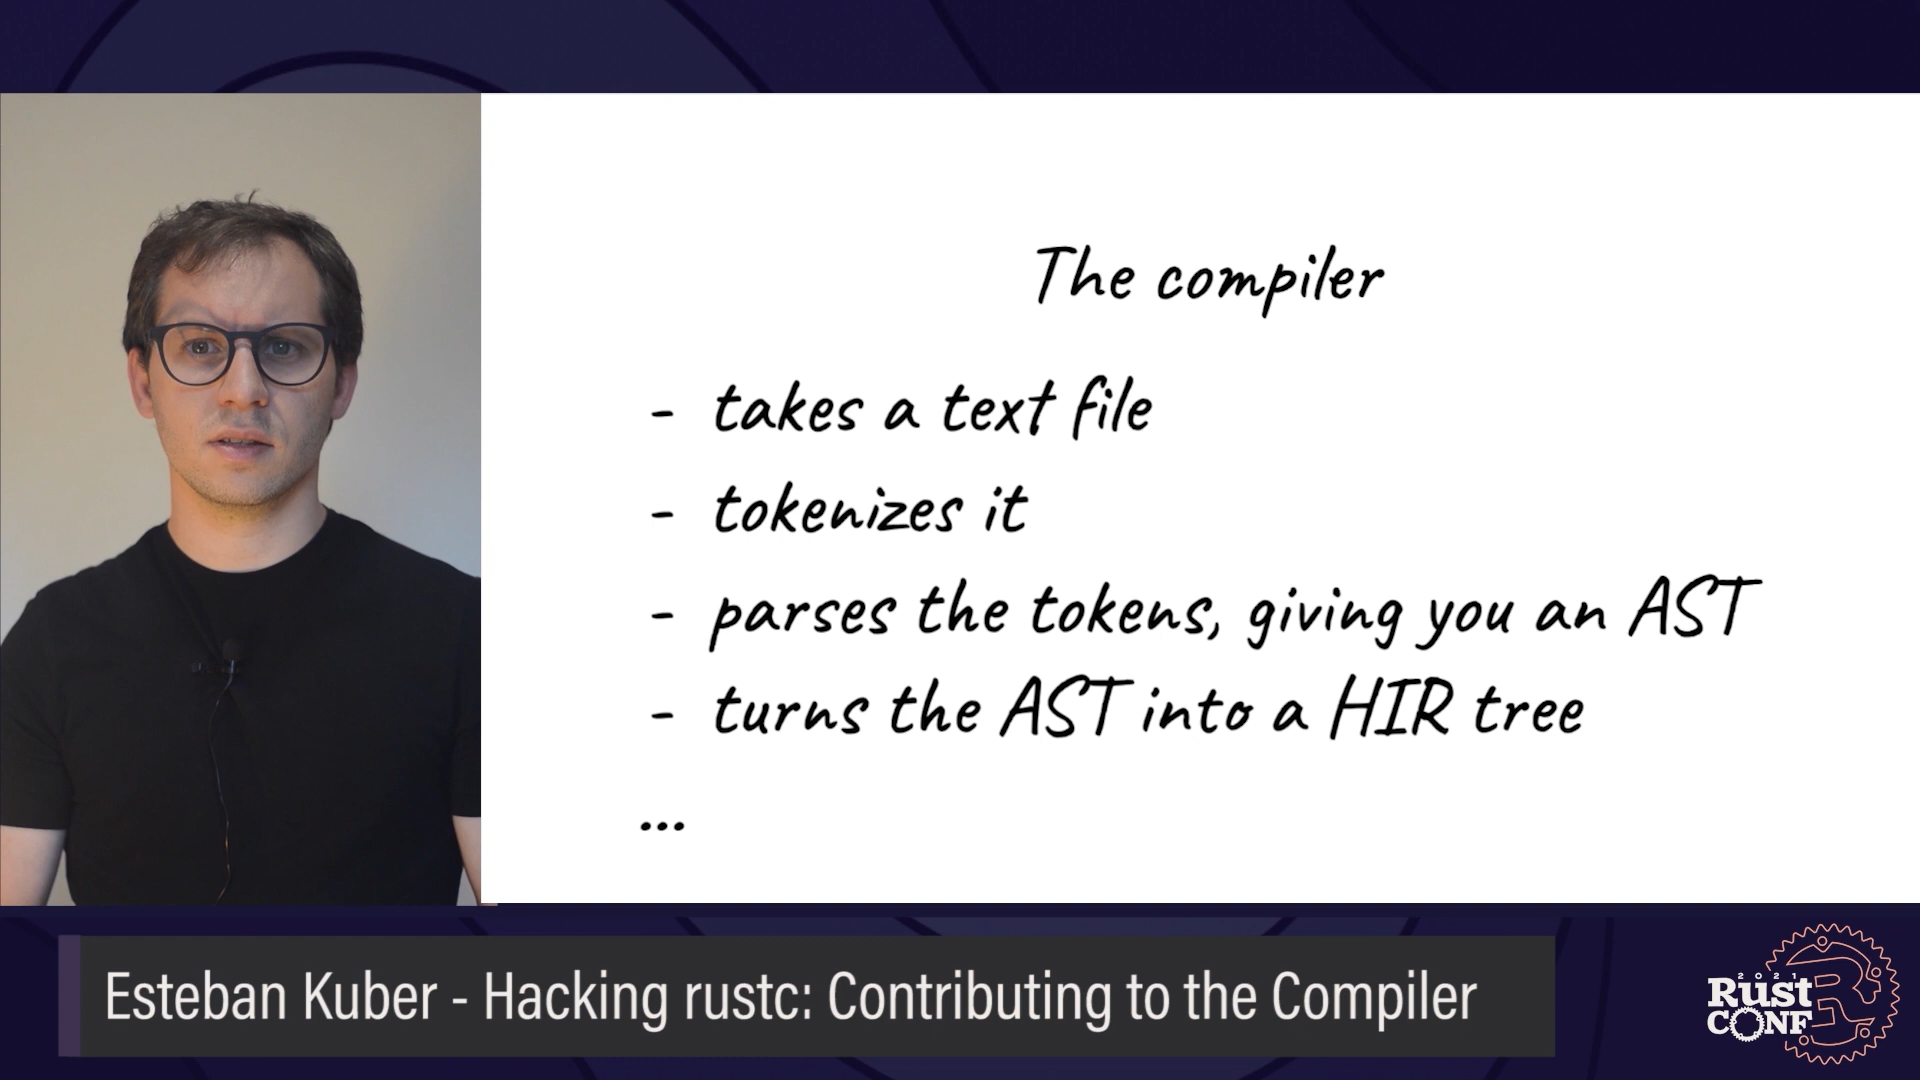 The compiler
- takes a text file
- tokenizes it
- parses the tokens, giving you an AST
- turns the AST into a HIR tree
...
Esteban Kuber - Hacking rustc: Contributing to the Compiler
2021
Rust
CONF
R